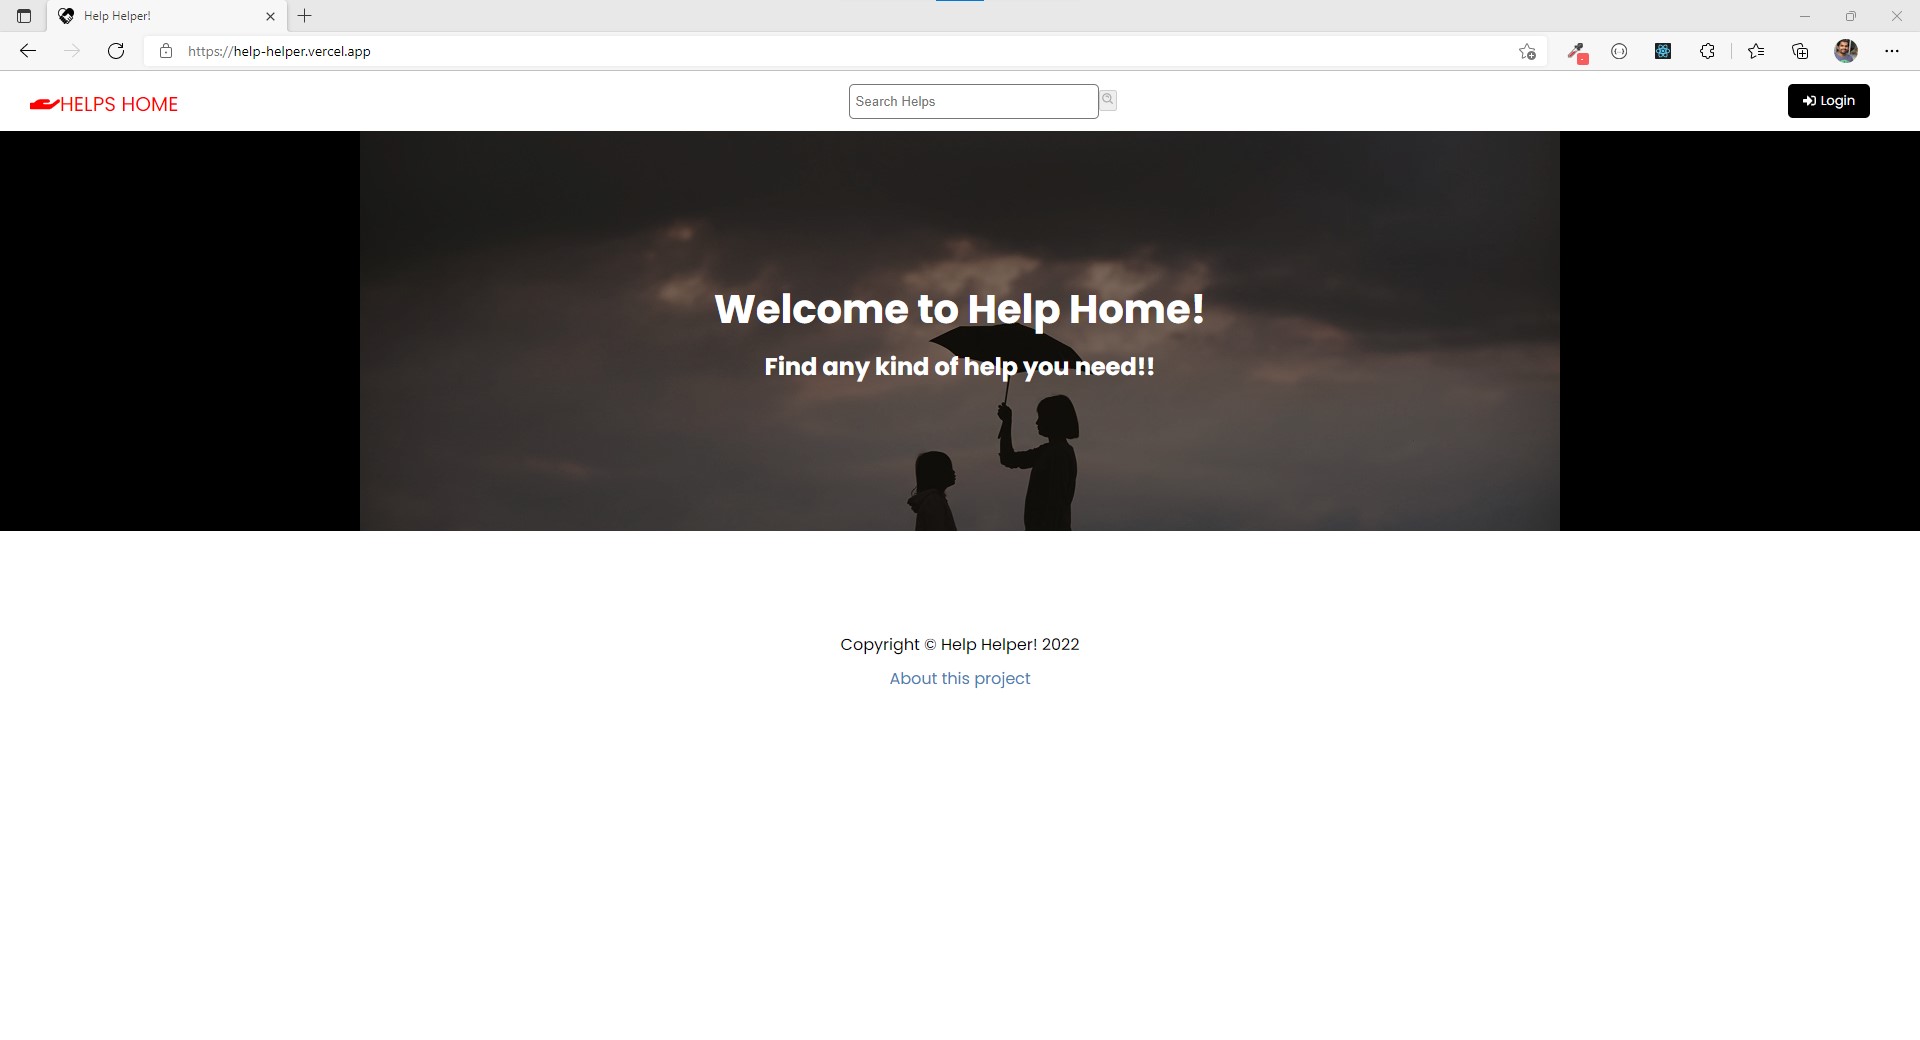 Help Helper!
https://help-helper.vercel.app
HELPS HOME
Search Helps
Login
Welcome to Help Home!
Find any kind of help you need!!
Copyright © Help Helper! 2022
About this project